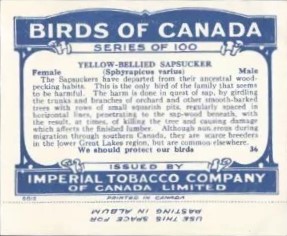 BIRDS OF CANADA
SERIES OF 100
YELLOW-BELLIED SAPSUCKER
Female (Sphyrapicus varius) Male
The Sapsuckers have departed from their ancestral wood-
pecking habits. This is the only bird of the family that seems
to be harmful. The harm is done in quest of sap, by girdling
the trunks and branches of orchard and other smooth-barked
trees with rows of small squarish pits, regularly spaced in
horizontal lines, penetrating to the sap-wood beneath, with
the result, at times, of killing the tree and causing damage
which affects the finished lumber. Although non areas during
migration through southern Canada, they are scarce breeders
in the lower Great Lakes region, but are common elsewhere.
We should protect our birds 36
ISSUED BY
IMPERIAL TOBACCO COMPANY
OF CANADA LIMITED
PRINTED IN CANADA
USE THIS SPACE FOR
PASTING IN ALBUM